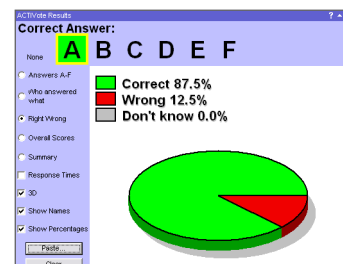 ACTIVote Results ?
Correct Answer:
None A B C D E F
Answers A-F
Who answered
what
Right Wrong
Overall Scores
Summary
Response Times
3D
Show Names
Show Percentages
Paste...
Clear
Correct 87.5%
Wrong 12.5%
Don't know 0.0%